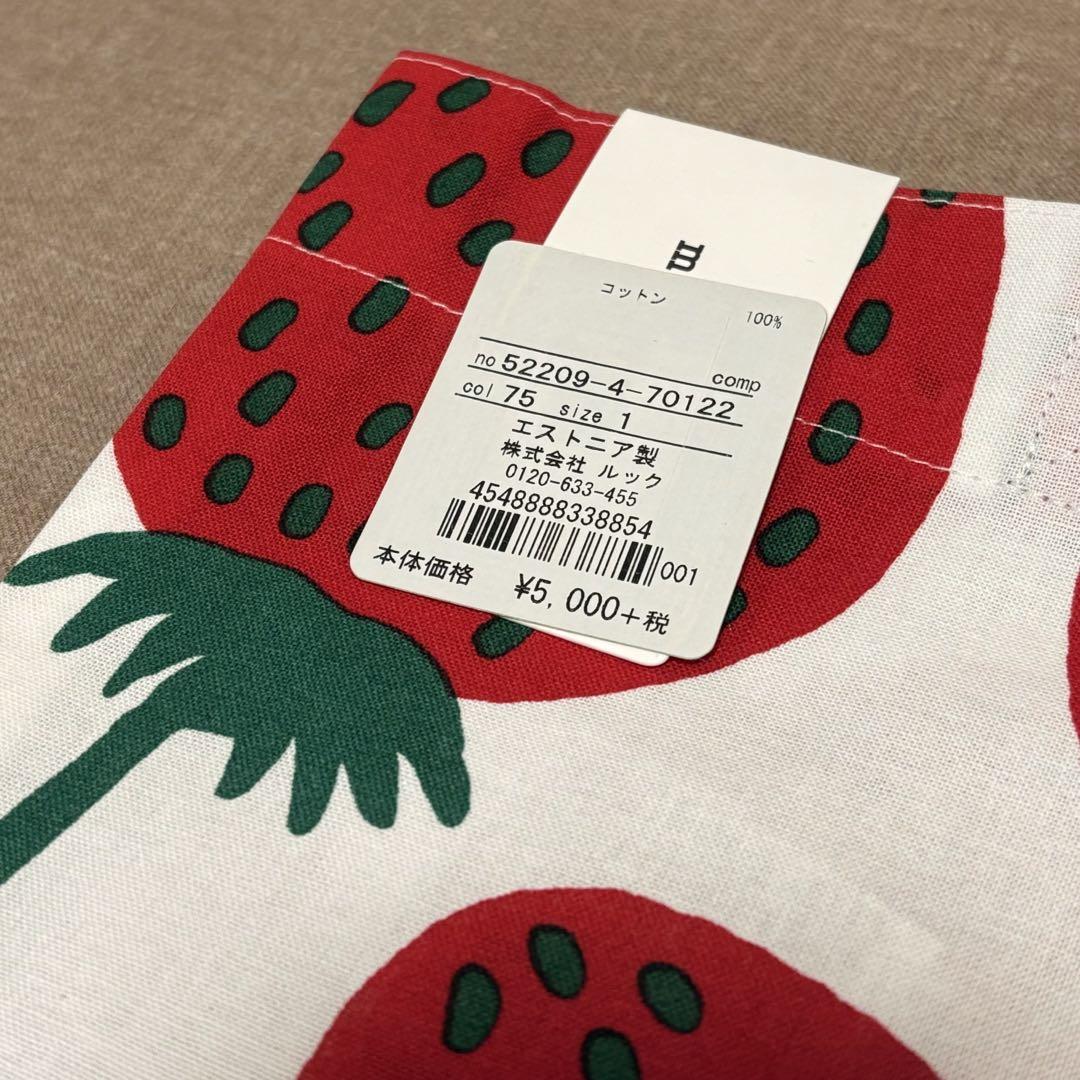 コットン
100%
comp
no 52209-4-70122
col 75 size 1
エストニア製
株式会社 ルック
0120-633-455
4548888338854
001
本体価格 ¥5,000+税